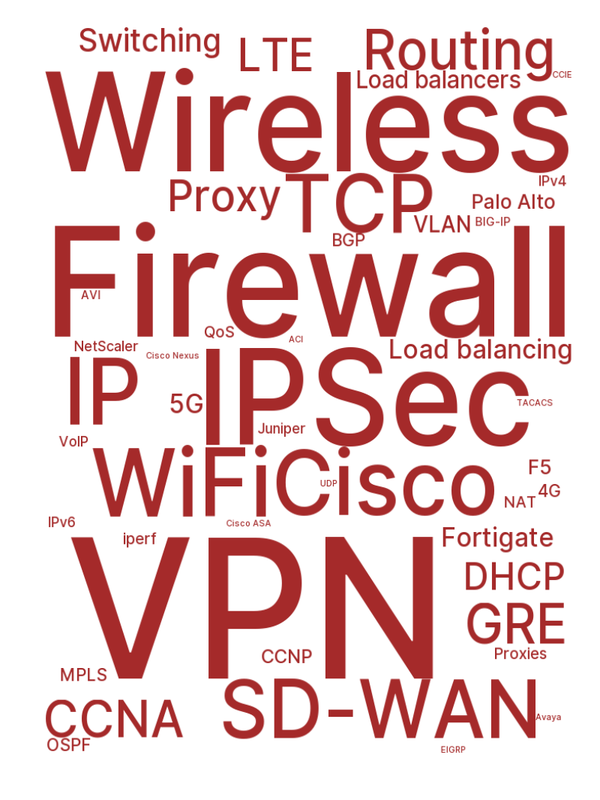 Switching
LTE
Routing
CCIE
Load balancers
Wireless
IPv4
Proxy
TCP
Palo Alto
VLAN
BIG-IP
BGP
Firewall
AVI
QoS
ACI
NetScaler
Cisco Nexus
Load balancing
IP
5G
IPSec
TACACS
Juniper
VoIP
WiFi
Cisco
UDP
F5
4G
NAT
IPv6
Cisco ASA
iperf
Fortigate
VPN
DHCP
GRE
CCNP
Proxies
MPLS
CCNA
SD-WAN
Avaya
OSPF
EIGRP